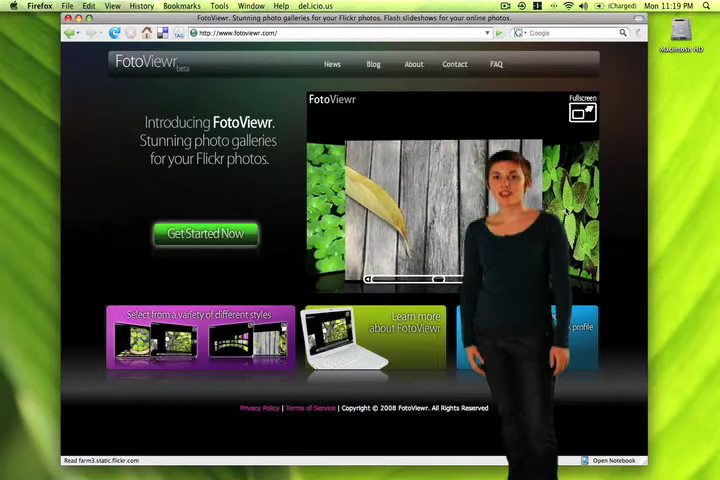 Firefox File Edit View History Bookmarks Tools Window Help del.icio.us (Charged) Mon 11:19 PM
FotoViewr. Stunning photo galleries for your Flickr photos. Flash slideshows for your online photos.
TAG http://www.fotoviewr.com/ Google
Macintosh HD
FotoViewr beta
News Blog About Contact FAQ
FotoViewr
Fullscreen
Introducing FotoViewr.
Stunning photo galleries
for your Flickr photos.
Get Started Now
Select from a variety of different styles
Learn more
about FotoViewr
profile
Privacy Policy | Terms of Service | Copyright © 2008 FotoViewr. All Rights Reserved
Read farm3.static.flickr.com
Open Notebook